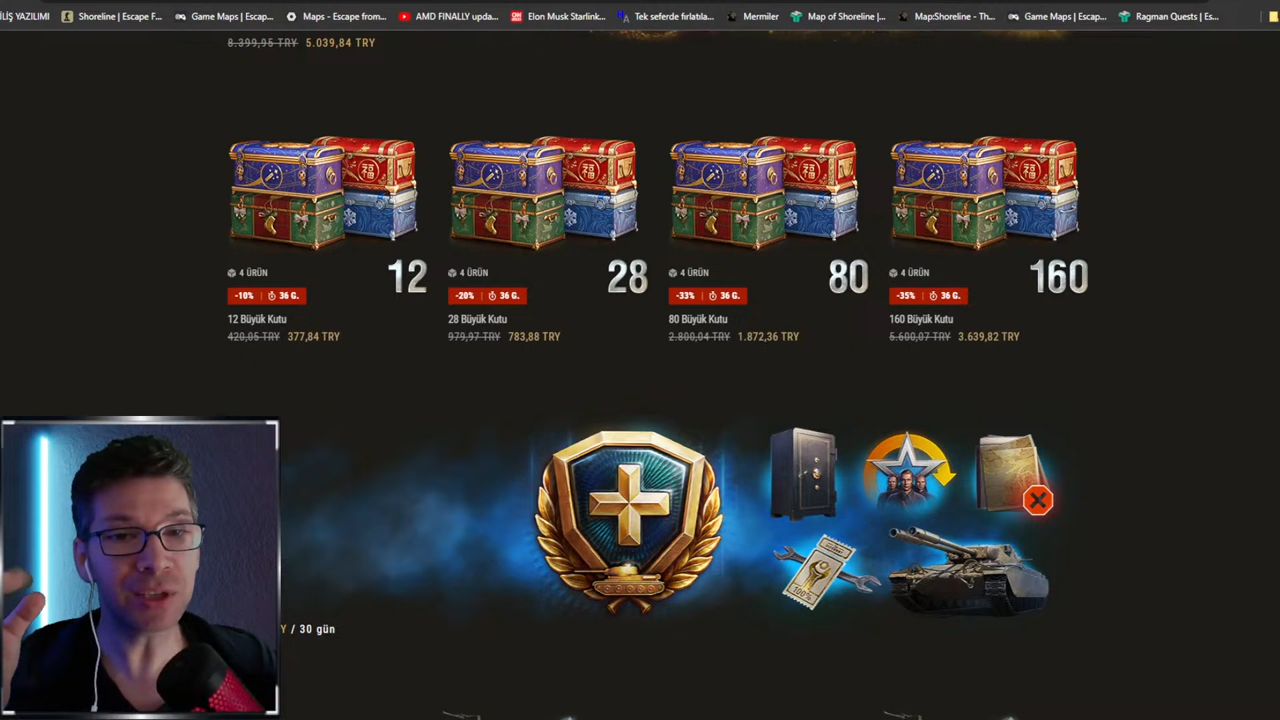 İLİŞ YAZILIMI
Shoreline | Escape F...
Game Maps | Escap...
Maps - Escape from...
AMD FINALLY upda...
Elon Musk Starlink...
Tek seferde fırlatıla...
Mermiler
Map of Shoreline |...
Map:Shoreline - Th...
Game Maps | Escap...
Ragman Quests | Es...
8.399,95 TRY 5.039,84 TRY
4 ÜRÜN
12
-10% | 36 G.
12 Büyük Kutu
420,05 TRY 377,84 TRY
4 ÜRÜN
28
-20% | 36 G.
28 Büyük Kutu
979,97 TRY 783,88 TRY
4 ÜRÜN
80
-33% | 36 G.
80 Büyük Kutu
2.800,04 TRY 1.872,36 TRY
4 ÜRÜN
160
-35% | 36 G.
160 Büyük Kutu
5.600,07 TRY 3.639,82 TRY
100%
Y / 30 gün